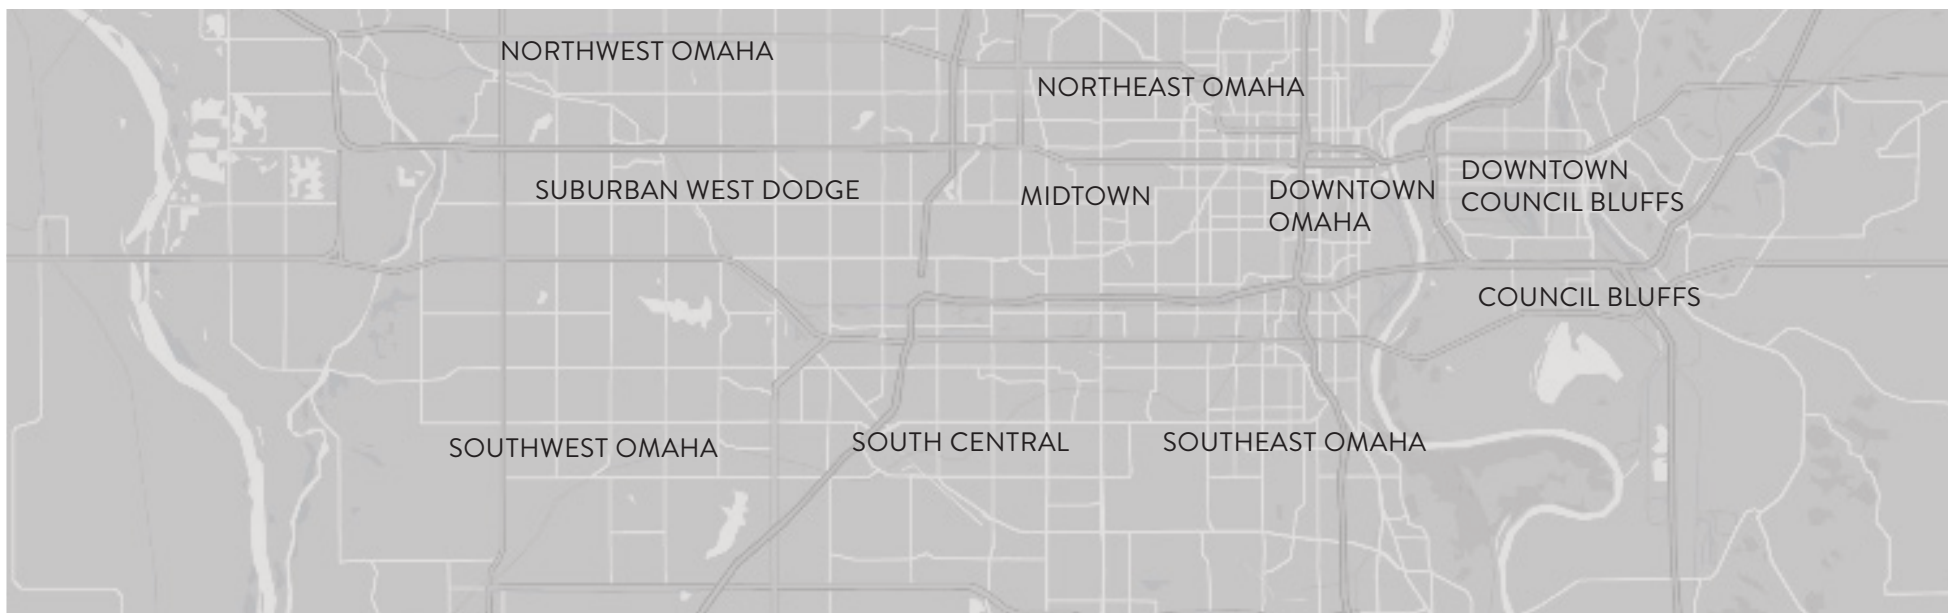 NORTHWEST OMAHA
NORTHEAST OMAHA
SUBURBAN WEST DODGE
MIDTOWN
DOWNTOWN
OMAHA
DOWNTOWN
COUNCIL BLUFFS
COUNCIL BLUFFS
SOUTHWEST OMAHA
SOUTH CENTRAL
SOUTHEAST OMAHA